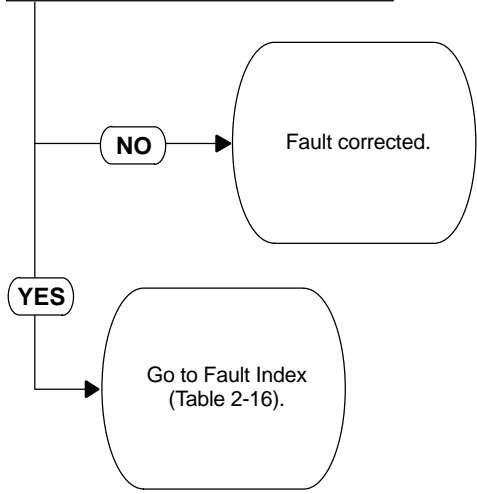 NO
Fault corrected.
YES
Go to Fault Index
(Table 2-16).